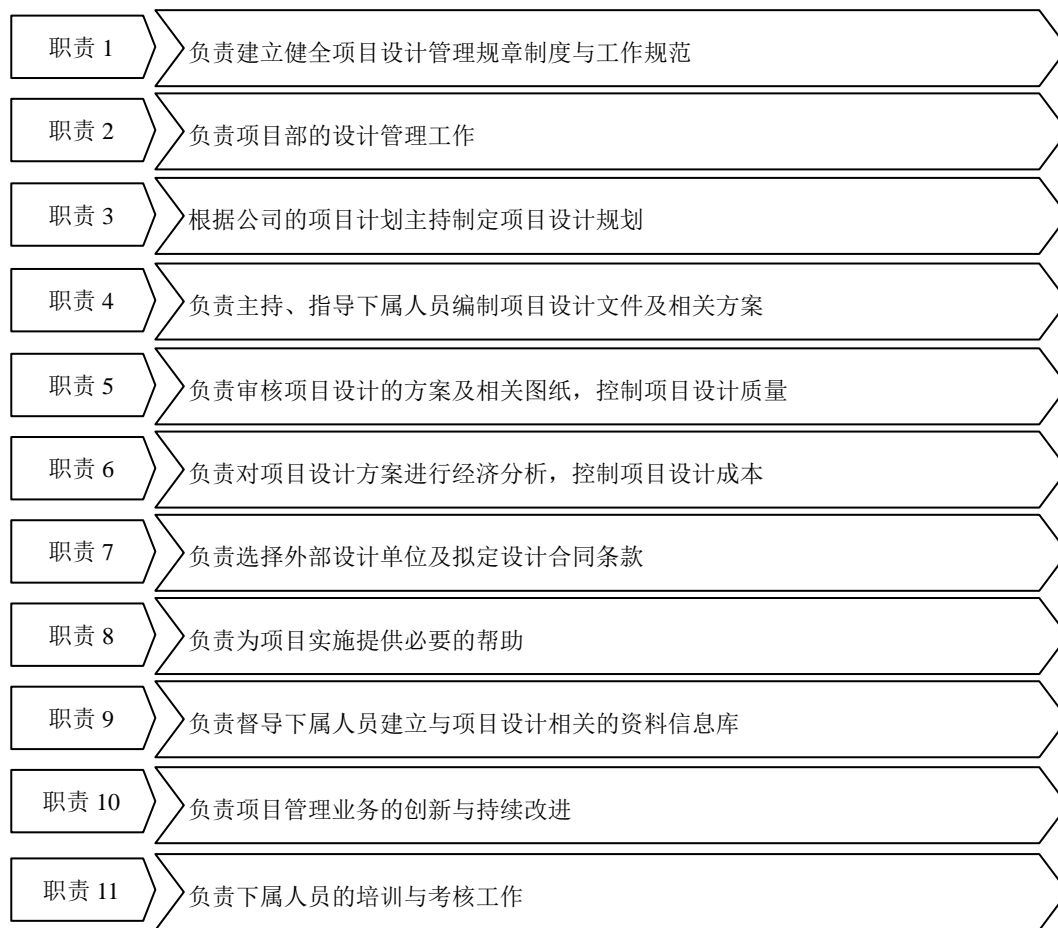 职责 1 负责建立健全项目设计管理规章制度与工作规范
职责 2 负责项目部的设计管理工作
职责 3 根据公司的项目计划主持制定项目设计规划
职责 4 负责主持、指导下属人员编制项目设计文件及相关方案
职责 5 负责审核项目设计的方案及相关图纸，控制项目设计质量
职责 6 负责对项目设计方案进行经济分析，控制项目设计成本
职责 7 负责选择外部设计单位及拟定设计合同条款
职责 8 负责为项目实施提供必要的帮助
职责 9 负责督导下属人员建立与项目设计相关的资料信息库
职责 10 负责项目管理业务的创新与持续改进
职责 11 负责下属人员的培训与考核工作